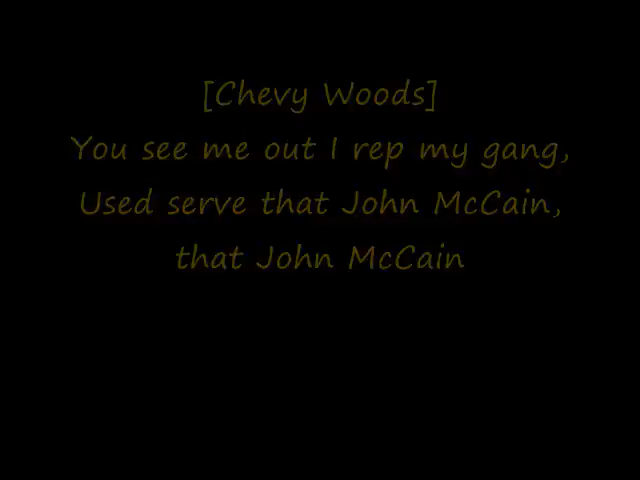 [Chevy Woods]
You see me out I rep my gang,
Used serve that John McCain,
that John McCain